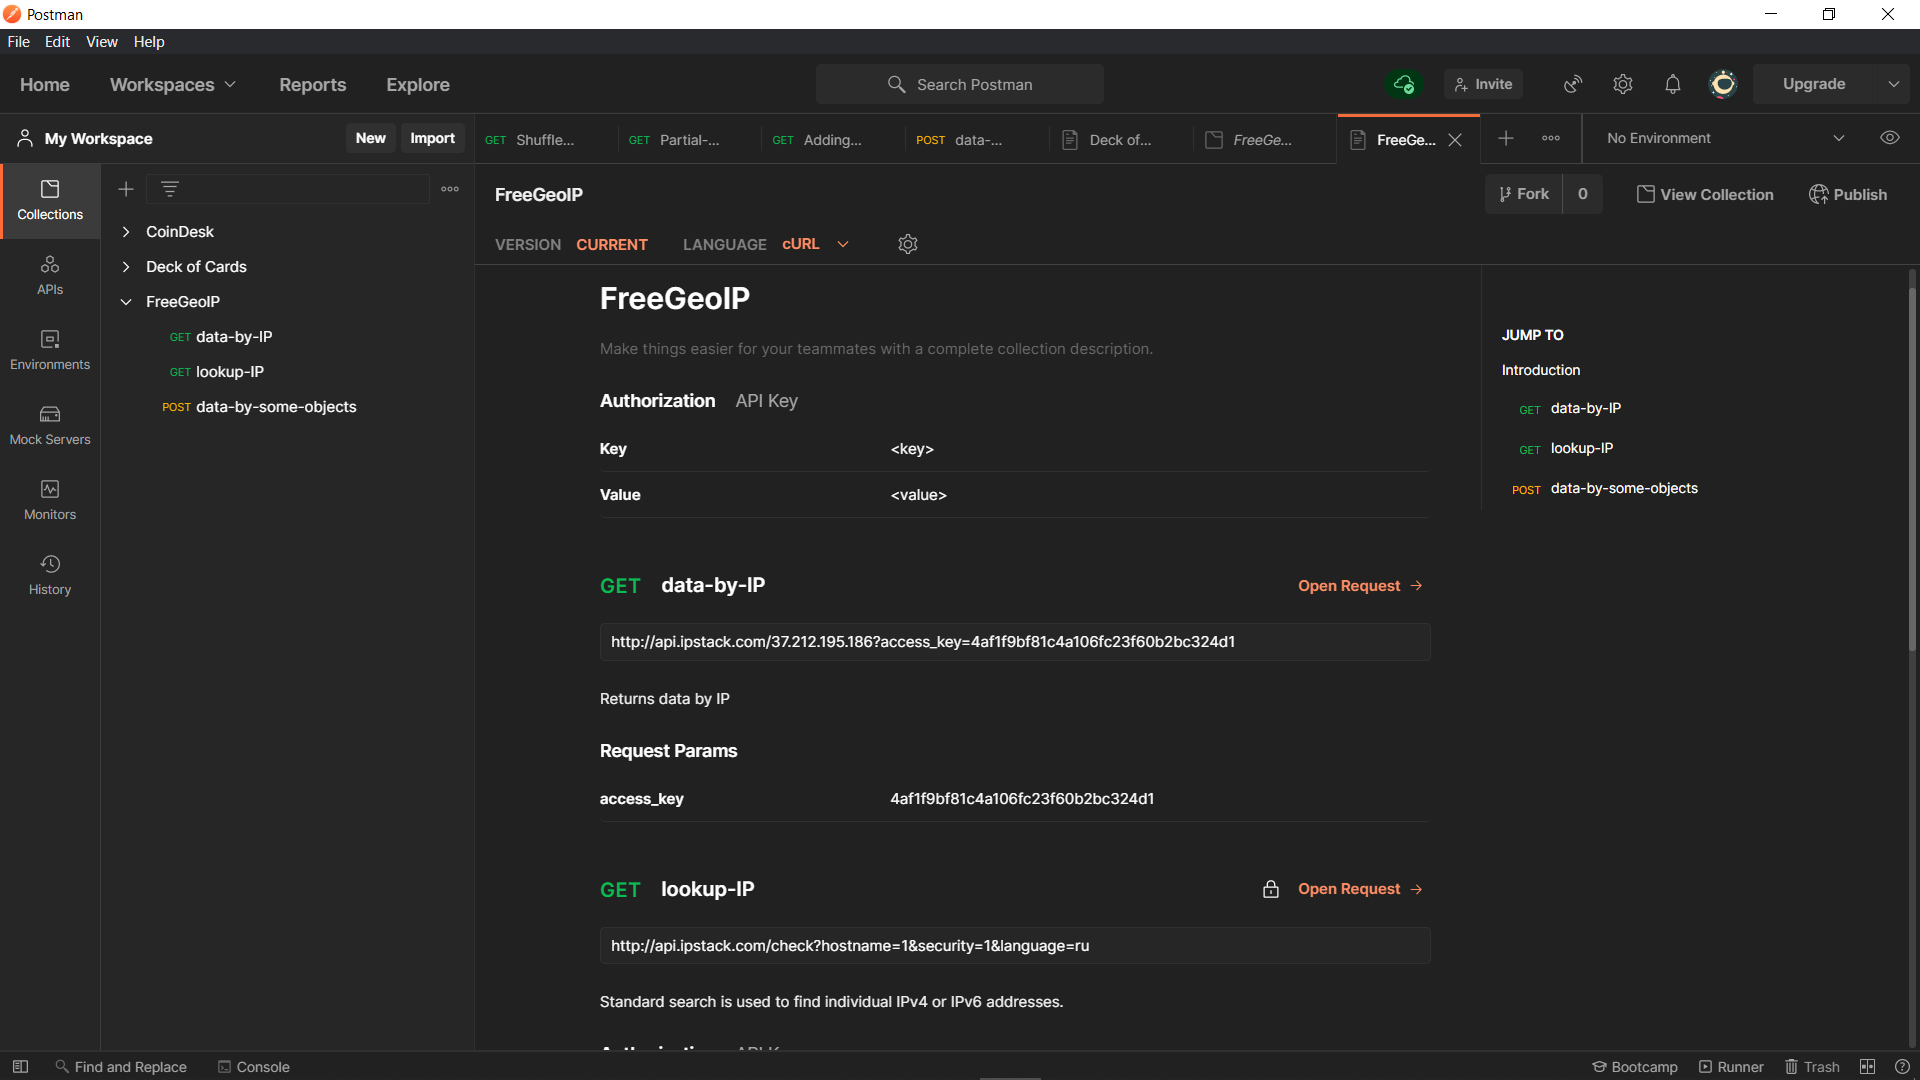 Postman
File Edit View Help
Home Workspaces Reports Explore Search Postman Invite Upgrade
My Workspace New Import
GET Shuffle... GET Partial-... GET Adding... POST data-... Deck of... FreeGe... FreeGe... No Environment
Collections
APIs
Environments
Mock Servers
Monitors
History
CoinDesk
Deck of Cards
FreeGeoIP
GET data-by-IP
GET lookup-IP
POST data-by-some-objects
FreeGeoIP Fork 0 View Collection Publish
VERSION CURRENT LANGUAGE cURL
FreeGeoIP
Make things easier for your teammates with a complete collection description.
Authorization API Key
Key <key>
Value <value>
GET data-by-IP Open Request
http://api.ipstack.com/37.212.195.186?access_key=4af1f9bf81c4a106fc23f60b2bc324d1
Returns data by IP
Request Params
access_key 4af1f9bf81c4a106fc23f60b2bc324d1
GET lookup-IP Open Request
http://api.ipstack.com/check?hostname=1&security=1&language=ru
Standard search is used to find individual IPv4 or IPv6 addresses.
JUMP TO
Introduction
GET data-by-IP
GET lookup-IP
POST data-by-some-objects
Find and Replace Console Bootcamp Runner Trash